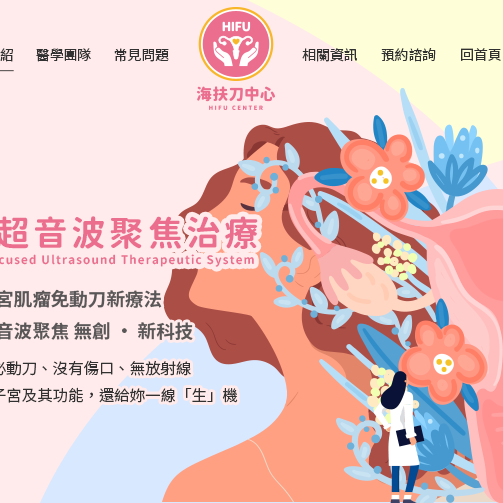 紹 醫學團隊 常見問題 相關資訊 預約諮詢 回首頁
HIFU
海扶刀中心
HIFU CENTER
超音波聚焦治療
cused Ultrasound Therapeutic System
宮肌瘤免動刀新療法
音波聚焦 無創 · 新科技
必動刀、沒有傷口、無放射線
子宮及其功能，還給妳一線「生」機